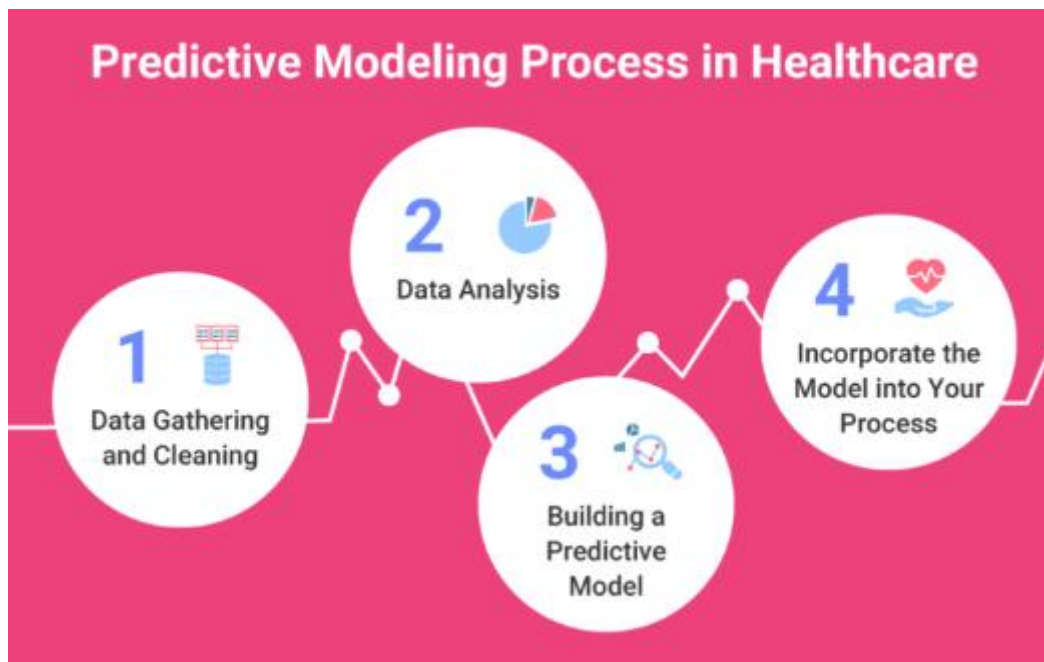 Predictive Modeling Process in Healthcare
1
Data Gathering
and Cleaning
2
Data Analysis
3
Building a
Predictive
Model
4
Incorporate the
Model into Your
Process